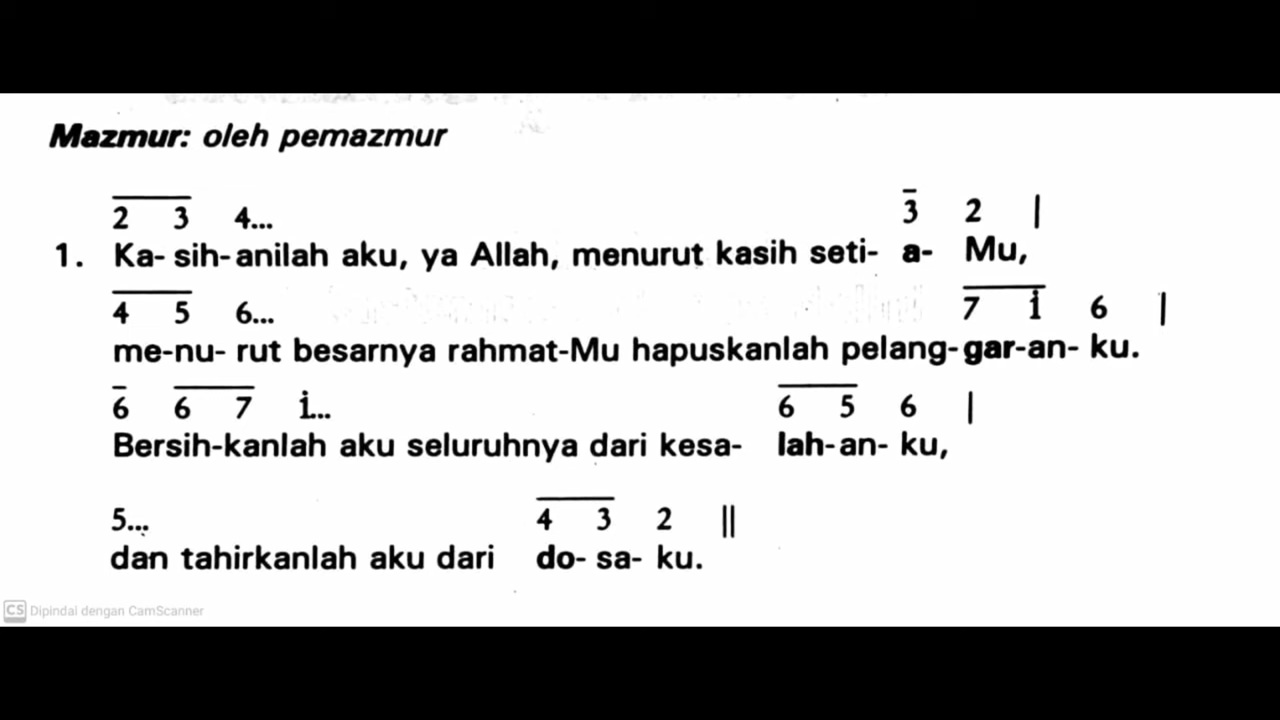 Mazmur: oleh pemazmur
2 3 4... 3 2 |
1. Ka- sih-anilah aku, ya Allah, menurut kasih seti- a- Mu,
4 5 6... 7 i 6 |
me-nu- rut besarnya rahmat-Mu hapuskanlah pelang-gar-an- ku.
6 6 7 i... 6 5 6 |
Bersih-kanlah aku seluruhnya dari kesa- lah-an- ku,
5... 4 3 2 ||
dan tahirkanlah aku dari do- sa- ku.
CS Dipindai dengan CamScanner